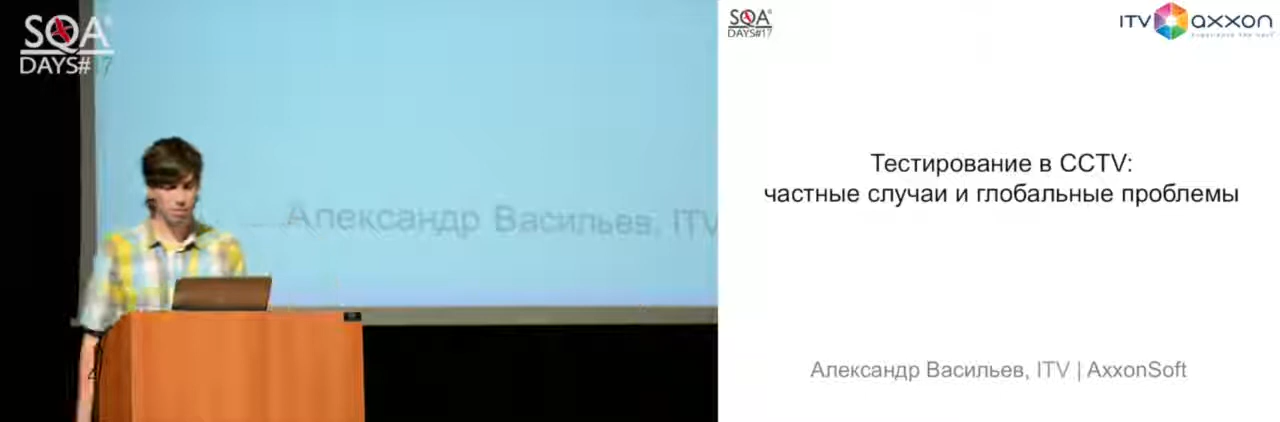 SQA
DAYS#17
Александр Васильев, ITV
SQA
DAYS#17
ITV axxon
Тестирование в CCTV:
частные случаи и глобальные проблемы
Александр Васильев, ITV | AxxonSoft